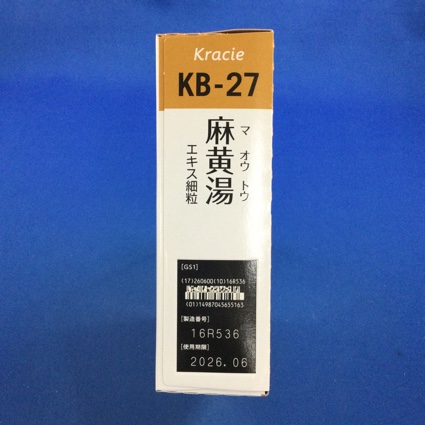 Kracie
KB-27
麻黄湯
マ オウ トウ
エキス細粒
[GS1]
(17)260600(10)16R536
(01)14987045655163
[製造番号]
16R536
[使用期限]
2026.06